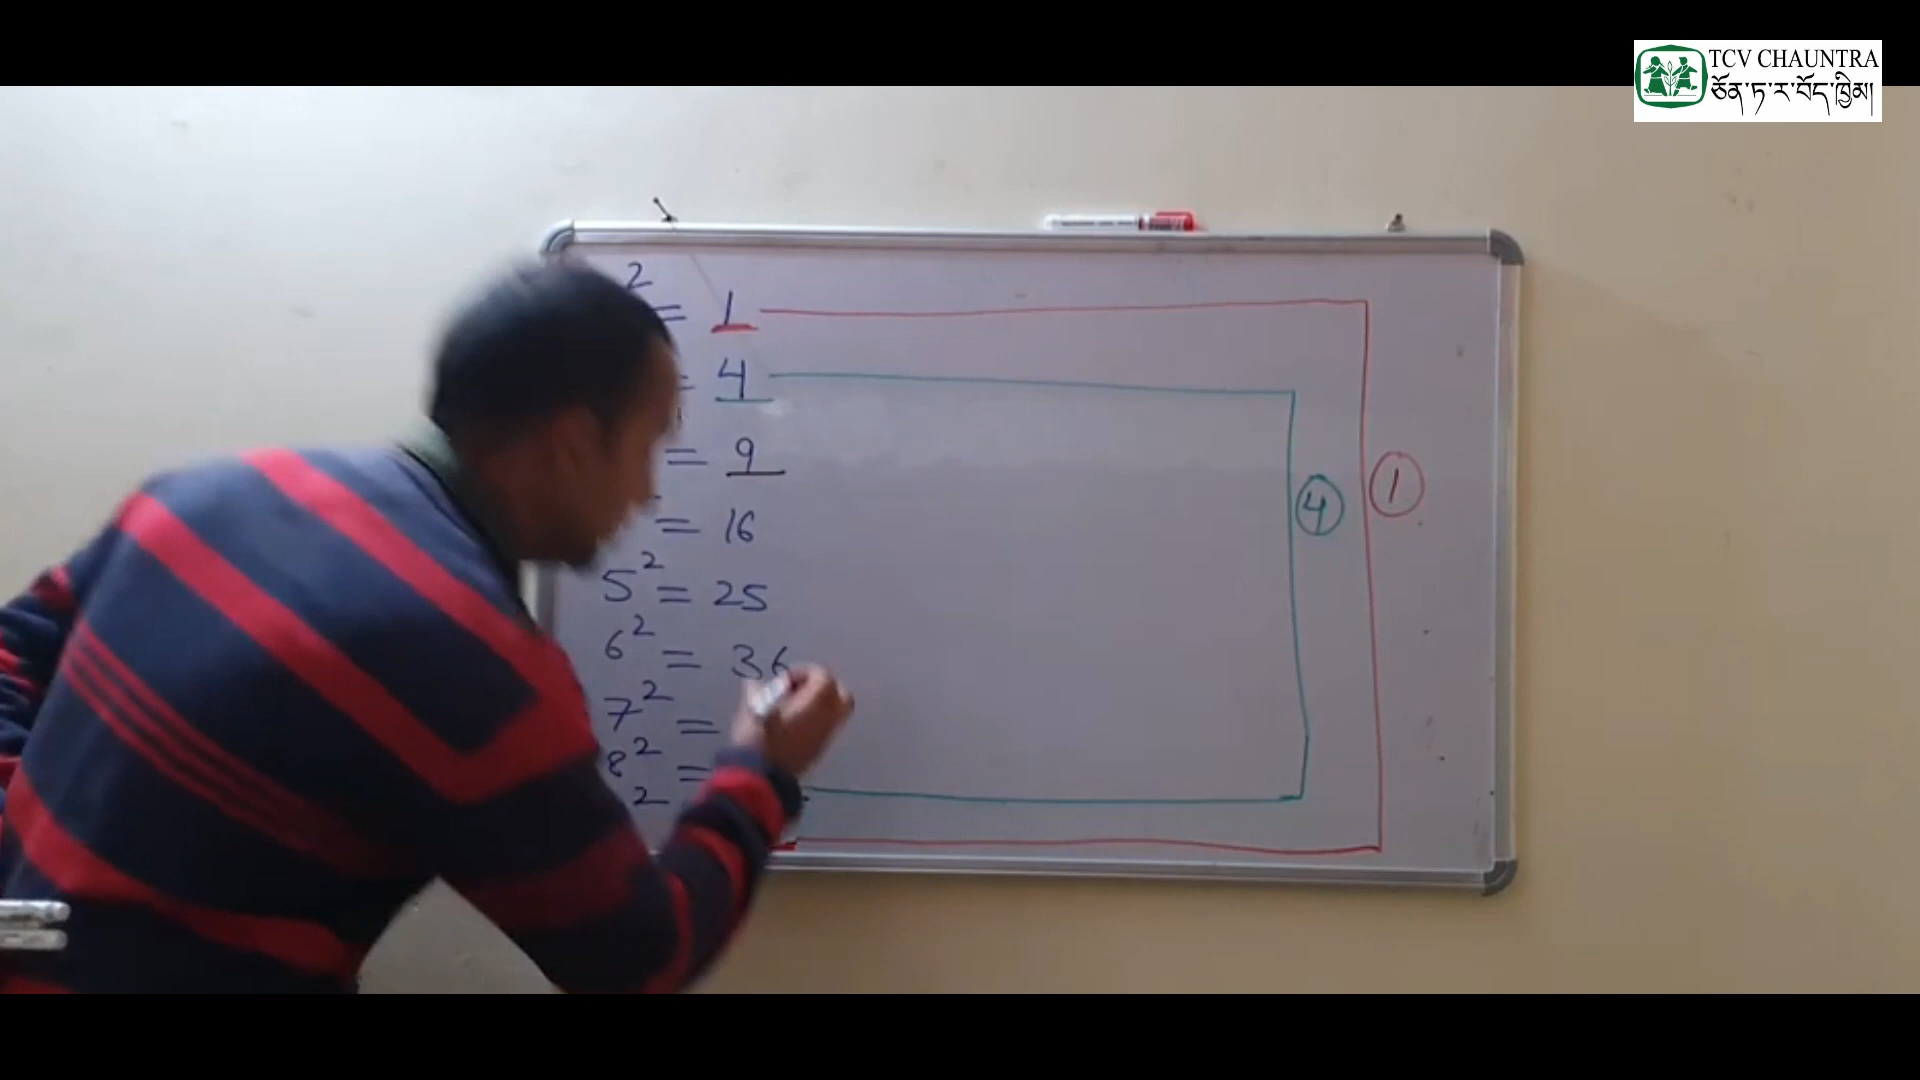 TCV CHAUNTRA
ཅོན་ཏ་ར་བོད་ཁྱིམ།
2 = 1
= 4
= 9
= 16
5² = 25
6² = 36
7² =
8² =
2
4
1